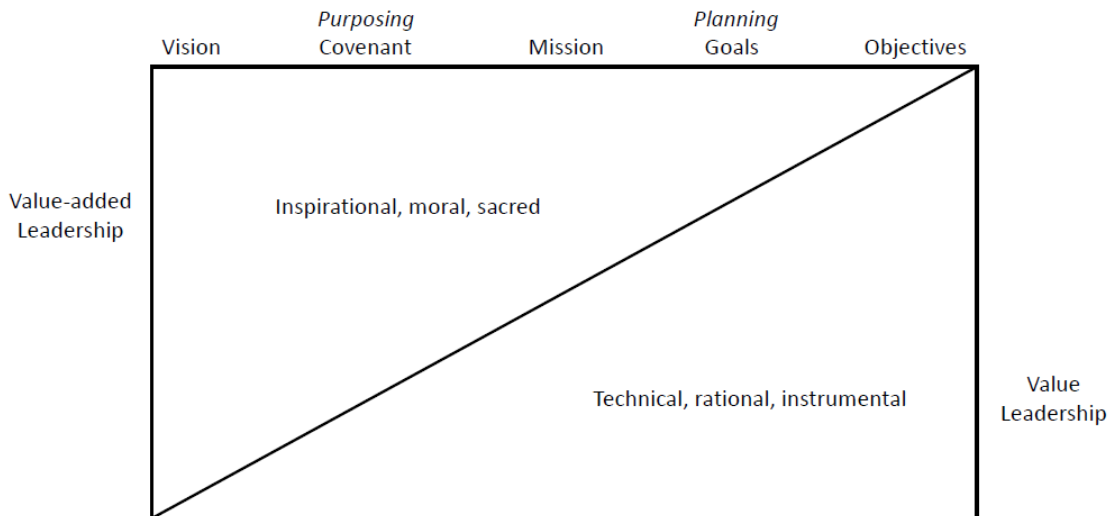 Purposing
Planning
Vision
Covenant
Mission
Goals
Objectives
Value-added
Leadership
Inspirational, moral, sacred
Technical, rational, instrumental
Value
Leadership